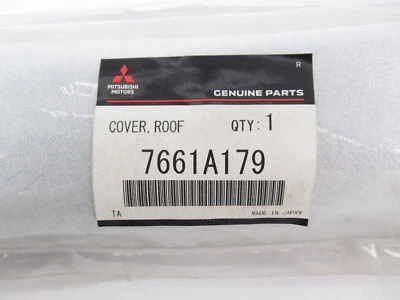 R
MITSUBISHI
MOTORS
GENUINE PARTS
COVER, ROOF QTY: 1
7661A179
TA MADE IN JAPAN